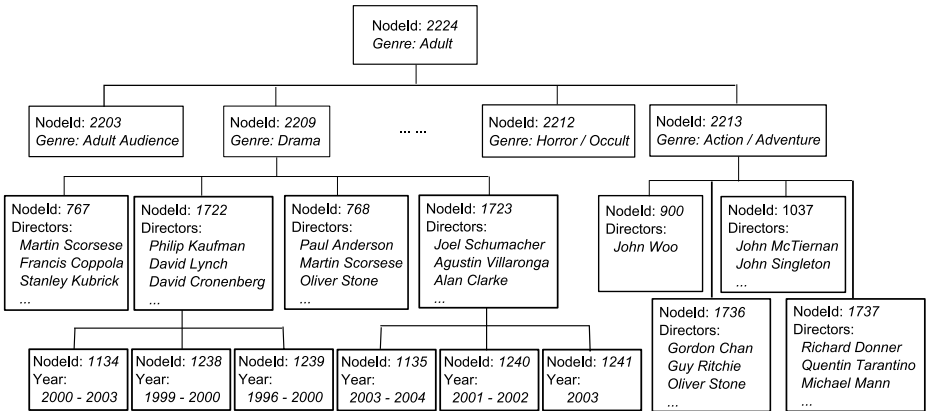 NodeId: 2224
Genre: Adult
NodeId: 2203
Genre: Adult Audience
NodeId: 2209
Genre: Drama
... ...
NodeId: 2212
Genre: Horror / Occult
NodeId: 2213
Genre: Action / Adventure
NodeId: 767
Directors:
Martin Scorsese
Francis Coppola
Stanley Kubrick
...
NodeId: 1722
Directors:
Philip Kaufman
David Lynch
David Cronenberg
...
NodeId: 768
Directors:
Paul Anderson
Martin Scorsese
Oliver Stone
...
NodeId: 1723
Directors:
Joel Schumacher
Agustin Villaronga
Alan Clarke
...
NodeId: 900
Directors:
John Woo
NodeId: 1037
Directors:
John McTiernan
John Singleton
...
NodeId: 1736
Directors:
Gordon Chan
Guy Ritchie
Oliver Stone
...
NodeId: 1737
Directors:
Richard Donner
Quentin Tarantino
Michael Mann
...
NodeId: 1134
Year:
2000 - 2003
NodeId: 1238
Year:
1999 - 2000
NodeId: 1239
Year:
1996 - 2000
NodeId: 1135
Year:
2003 - 2004
NodeId: 1240
Year:
2001 - 2002
NodeId: 1241
Year:
2003